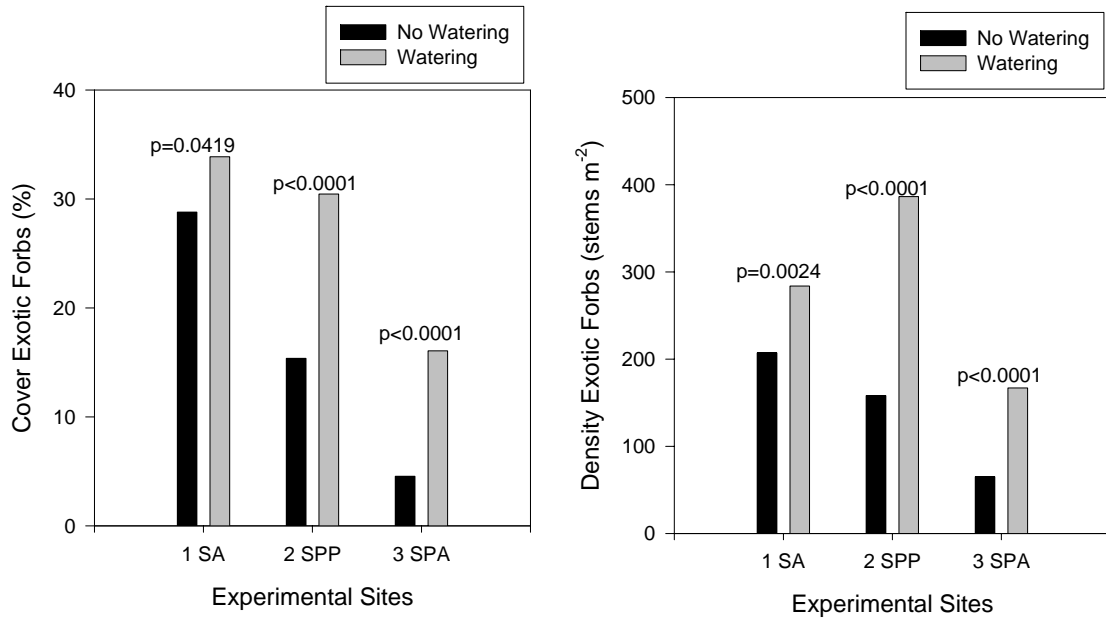 No Watering
Watering
40
30
20
10
0
Cover Exotic Forbs (%)
p=0.0419
p<0.0001
p<0.0001
1 SA 2 SPP 3 SPA
Experimental Sites
No Watering
Watering
500
400
300
200
100
0
Density Exotic Forbs (stems m⁻²)
p=0.0024
p<0.0001
p<0.0001
1 SA 2 SPP 3 SPA
Experimental Sites